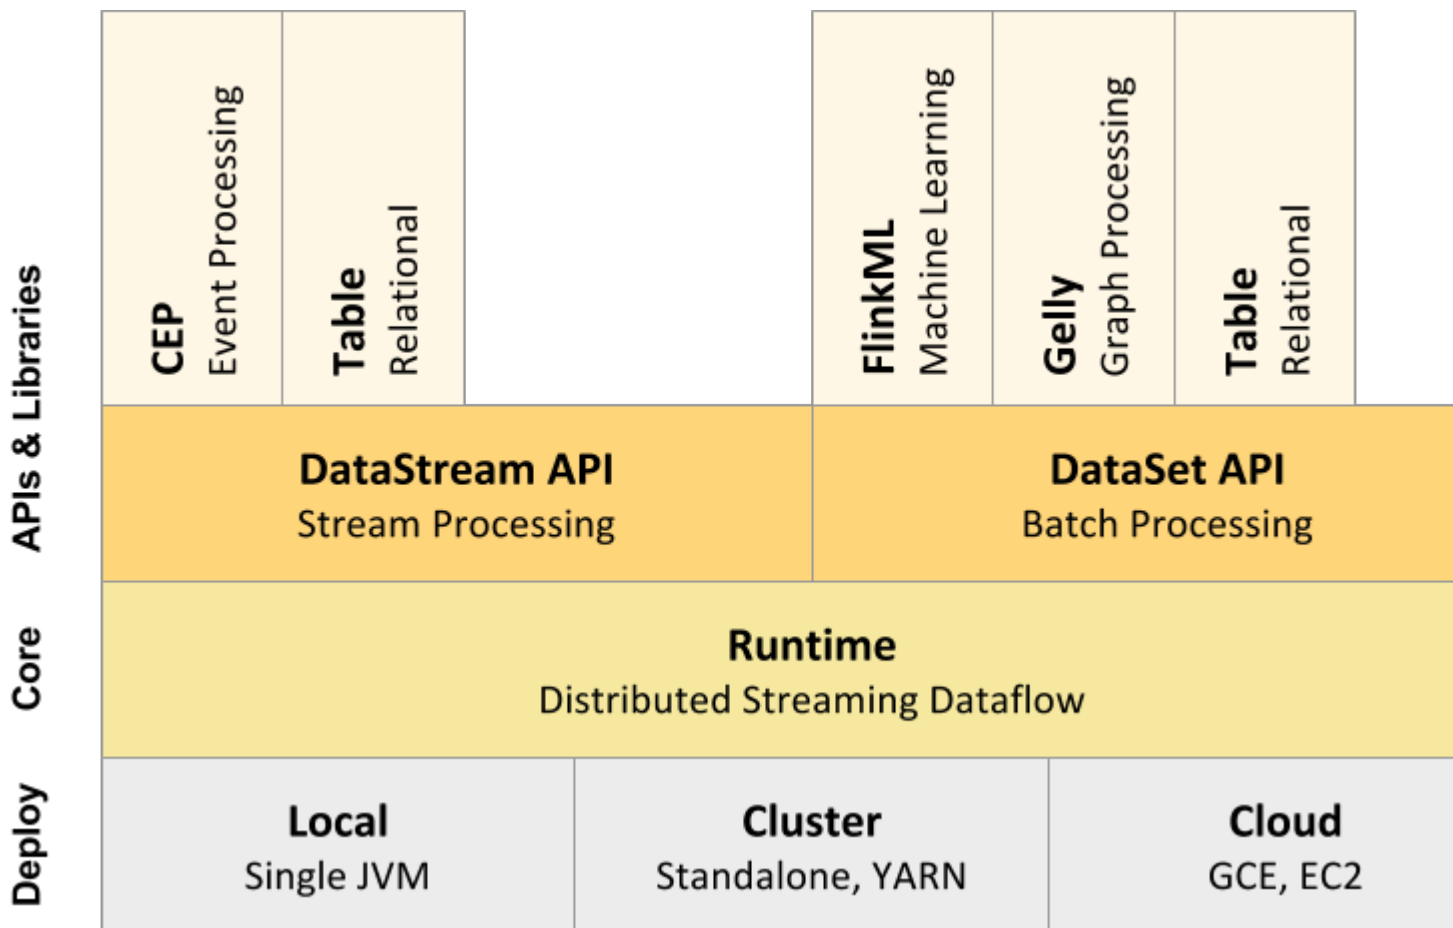 CEP
Event Processing
Table
Relational
FlinkML
Machine Learning
Gelly
Graph Processing
Table
Relational
APIs & Libraries
DataStream API
Stream Processing
DataSet API
Batch Processing
Core
Runtime
Distributed Streaming Dataflow
Deploy
Local
Single JVM
Cluster
Standalone, YARN
Cloud
GCE, EC2